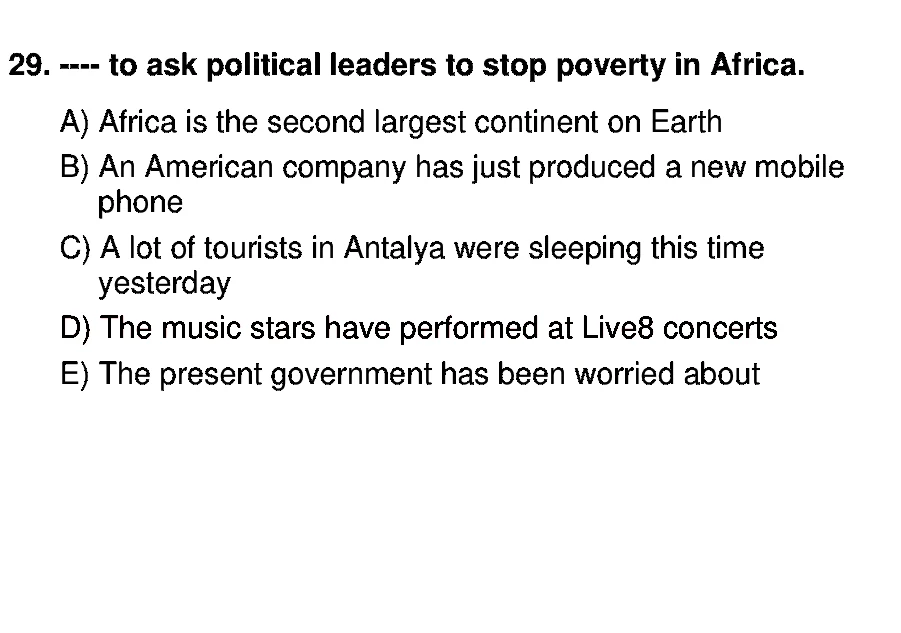 29. ---- to ask political leaders to stop poverty in Africa.
A) Africa is the second largest continent on Earth
B) An American company has just produced a new mobile
phone
C) A lot of tourists in Antalya were sleeping this time
yesterday
D) The music stars have performed at Live8 concerts
E) The present government has been worried about